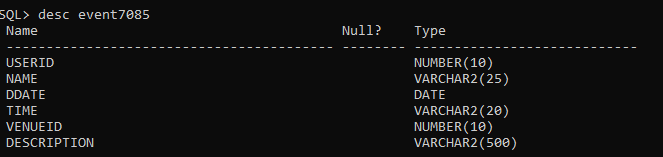 SQL> desc event7085
Name                                      Null?    Type
----------------------------------------- -------- ----------------------------
USERID                                             NUMBER(10)
NAME                                               VARCHAR2(25)
DDATE                                              DATE
TIME                                               VARCHAR2(20)
VENUEID                                            NUMBER(10)
DESCRIPTION                                        VARCHAR2(500)